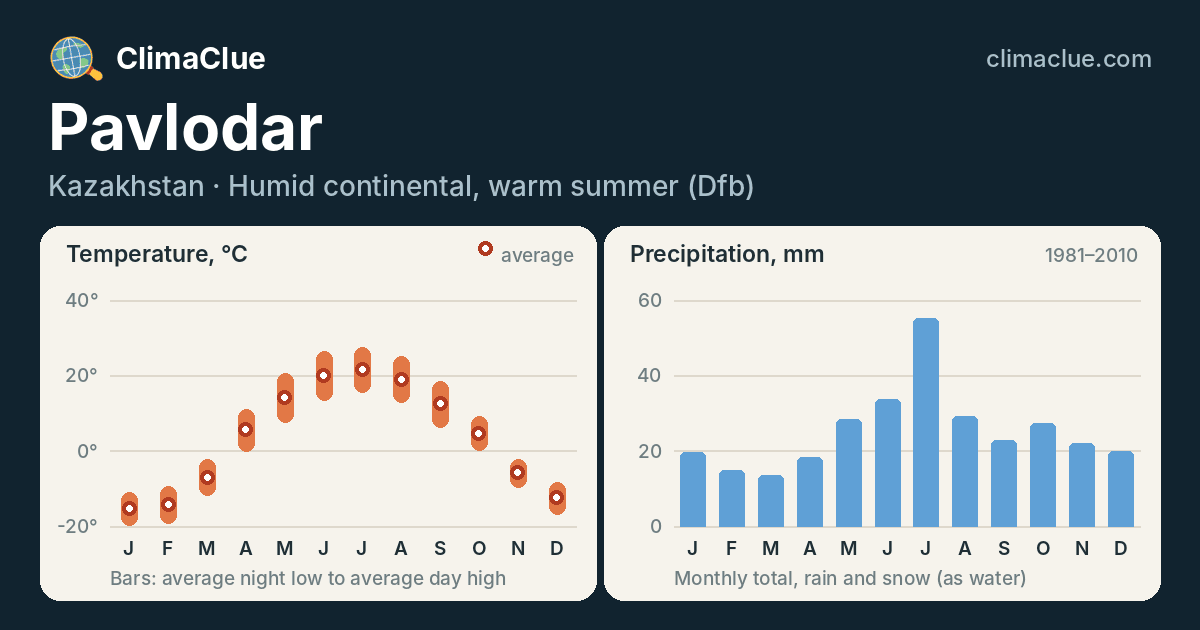 ClimaClue
climaclue.com
Pavlodar
Kazakhstan · Humid continental, warm summer (Dfb)
Temperature, °C
average
40°
20°
0°
-20°
J F M A M J J A S O N D
Bars: average night low to average day high
Precipitation, mm
1981–2010
60
40
20
0
J F M A M J J A S O N D
Monthly total, rain and snow (as water)